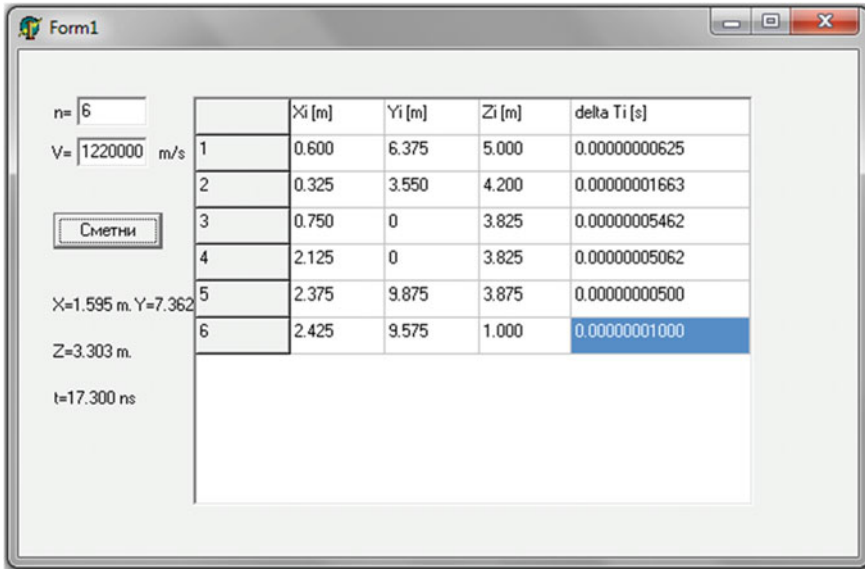 Form1
n= 6
V= 1220000 m/s
Сметни
X=1.595 m. Y=7.362
Z=3.303 m.
t=17.300 ns
Xi [m] Yi [m] Zi [m] delta Ti [s]
1 0.600 6.375 5.000 0.00000000625
2 0.325 3.550 4.200 0.00000001663
3 0.750 0 3.825 0.00000005462
4 2.125 0 3.825 0.00000005062
5 2.375 9.875 3.875 0.00000000500
6 2.425 9.575 1.000 0.00000001000